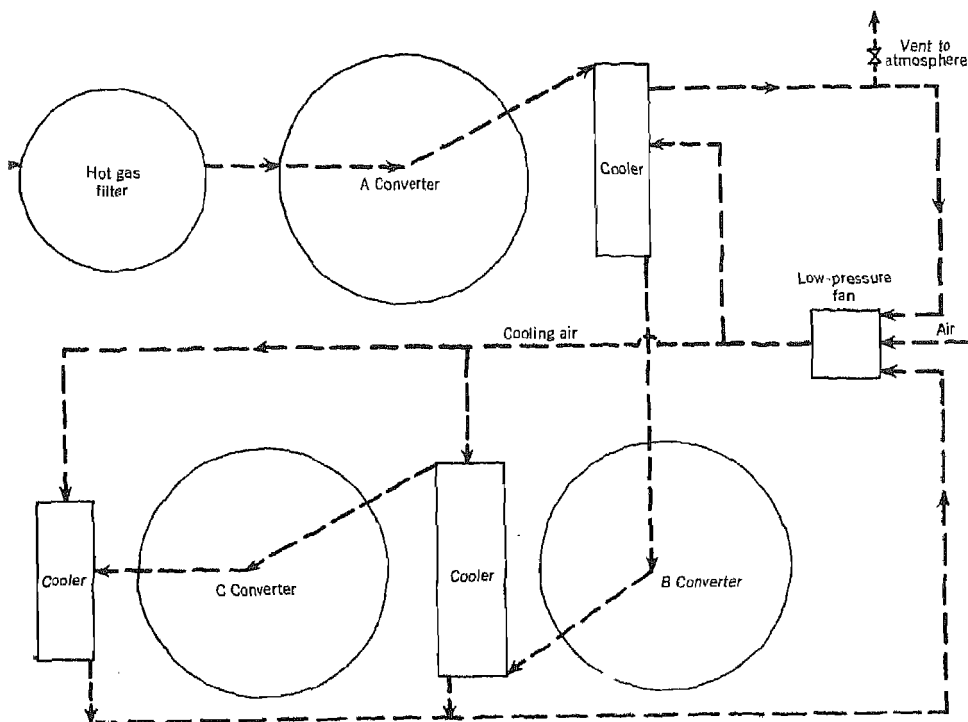 Vent to
atmosphere
Hot gas
filter
A Converter
Cooler
Low-pressure
fan
Cooling air
Air
Cooler
C Converter
Cooler
B Converter